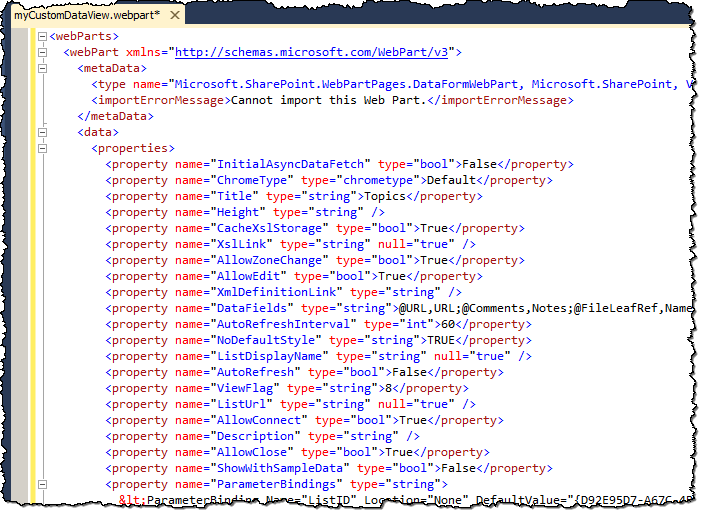 myCustomDataView.webpart*
<webParts>
<webPart xmlns="http://schemas.microsoft.com/WebPart/v3">
<metaData>
<type name="Microsoft.SharePoint.WebPartPages.DataFormWebPart, Microsoft.SharePoint, V
<importErrorMessage>Cannot import this Web Part.</importErrorMessage>
</metaData>
<data>
<properties>
<property name="InitialAsyncDataFetch" type="bool">False</property>
<property name="ChromeType" type="chrometype">Default</property>
<property name="Title" type="string">Topics</property>
<property name="Height" type="string" />
<property name="CacheXslStorage" type="bool">True</property>
<property name="XslLink" type="string" null="true" />
<property name="AllowZoneChange" type="bool">True</property>
<property name="AllowEdit" type="bool">True</property>
<property name="XmlDefinitionLink" type="string" />
<property name="DataFields" type="string">@URL,URL;@Comments,Notes;@FileLeafRef,Name
<property name="AutoRefreshInterval" type="int">60</property>
<property name="NoDefaultStyle" type="string">TRUE</property>
<property name="ListDisplayName" type="string" null="true" />
<property name="AutoRefresh" type="bool">False</property>
<property name="ViewFlag" type="string">8</property>
<property name="ListUrl" type="string" null="true" />
<property name="AllowConnect" type="bool">True</property>
<property name="Description" type="string" />
<property name="AllowClose" type="bool">True</property>
<property name="ShowWithSampleData" type="bool">False</property>
<property name="ParameterBindings" type="string">
&lt;ParameterBinding Name="ListID" Location="None" DefaultValue="{D92E95D7-A67C-4